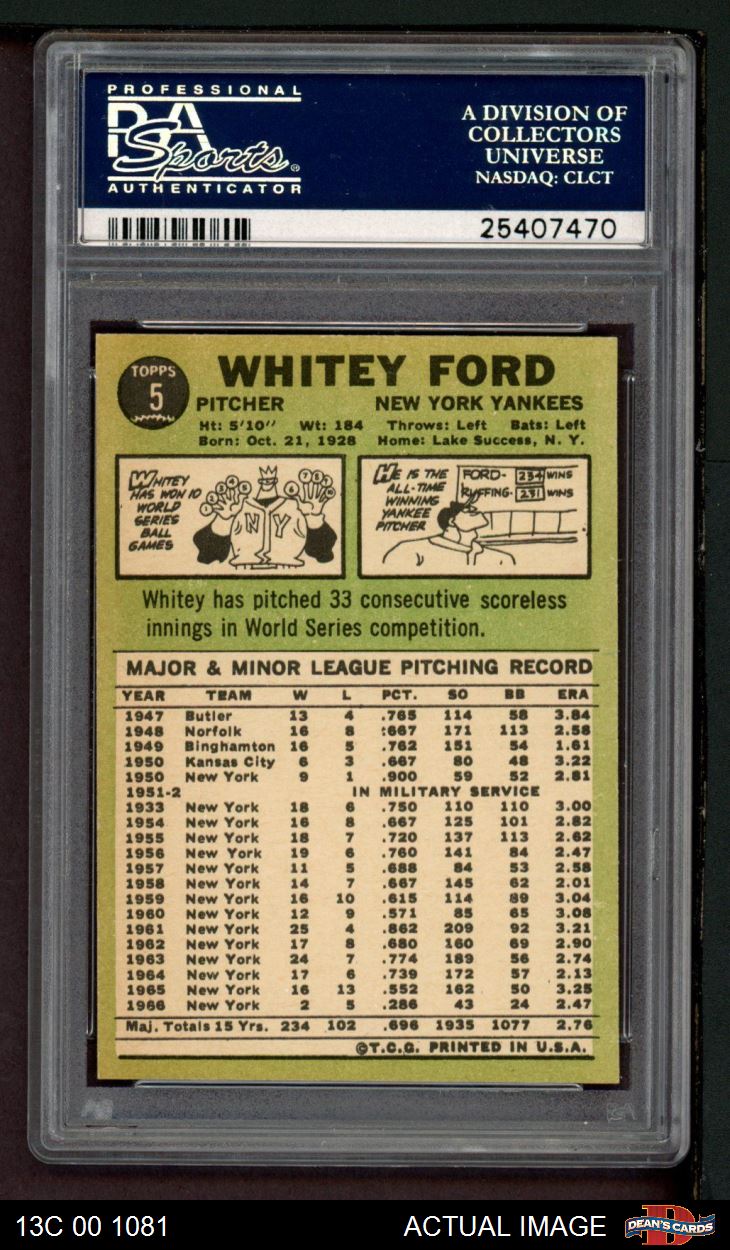 PROFESSIONAL
PSA
Sports®
AUTHENTICATOR
A DIVISION OF
COLLECTORS
UNIVERSE
NASDAQ: CLCT
25407470
TOPPS
5
WHITEY FORD
PITCHER NEW YORK YANKEES
Ht: 5'10" Wt: 184 Throws: Left Bats: Left
Born: Oct. 21, 1928 Home: Lake Success, N. Y.
WHITEY
HAS WON 10
WORLD
SERIES
BALL
GAMES
1 2 3 4 5 6 7 8 9 10
NY
HE IS THE
ALL-TIME
WINNING
YANKEE
PITCHER
FORD- 234 WINS
RUFFING- 231 WINS
Whitey has pitched 33 consecutive scoreless
innings in World Series competition.
MAJOR & MINOR LEAGUE PITCHING RECORD
YEAR TEAM W L PCT. SO BB ERA
1947 Butler 13 4 .765 114 58 3.84
1948 Norfolk 16 8 .667 171 113 2.58
1949 Binghamton 16 5 .762 151 54 1.61
1950 Kansas City 6 3 .667 80 48 3.22
1950 New York 9 1 .900 59 52 2.81
1951-2 IN MILITARY SERVICE
1933 New York 18 6 .750 110 110 3.00
1954 New York 16 8 .667 125 101 2.82
1955 New York 18 7 .720 137 113 2.62
1956 New York 19 6 .760 141 84 2.47
1957 New York 11 5 .688 84 53 2.58
1958 New York 14 7 .667 145 62 2.01
1959 New York 16 10 .615 114 89 3.04
1960 New York 12 9 .571 85 65 3.08
1961 New York 25 4 .862 209 92 3.21
1962 New York 17 8 .680 160 69 2.90
1963 New York 24 7 .774 189 56 2.74
1964 New York 17 6 .739 172 57 2.13
1965 New York 16 13 .552 162 50 3.25
1966 New York 2 5 .286 43 24 2.47
Maj. Totals 15 Yrs. 234 102 .696 1935 1077 2.76
©T.C.G. PRINTED IN U.S.A.
13C 00 1081 ACTUAL IMAGE
DEAN'S CARDS